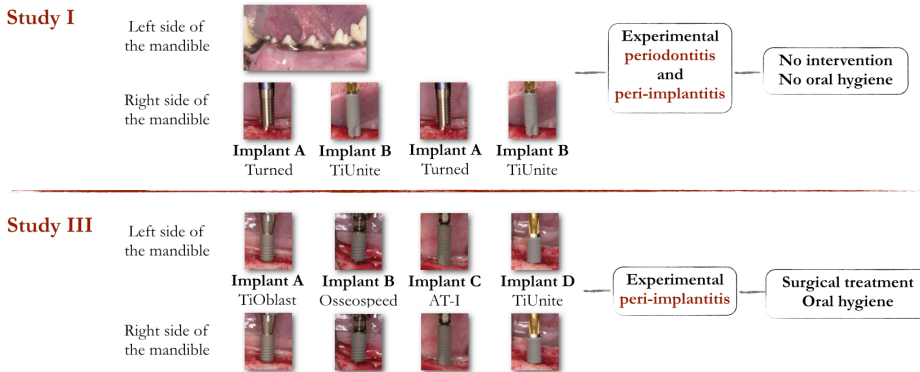 Study I
Left side of
the mandible
Right side of
the mandible
Implant A
Turned
Implant B
TiUnite
Implant A
Turned
Implant B
TiUnite
Experimental
periodontitis
and
peri-implantitis
No intervention
No oral hygiene
Study III
Left side of
the mandible
Implant A
TiOblast
Implant B
Osseospeed
Implant C
AT-I
Implant D
TiUnite
Right side of
the mandible
Experimental
peri-implantitis
Surgical treatment
Oral hygiene